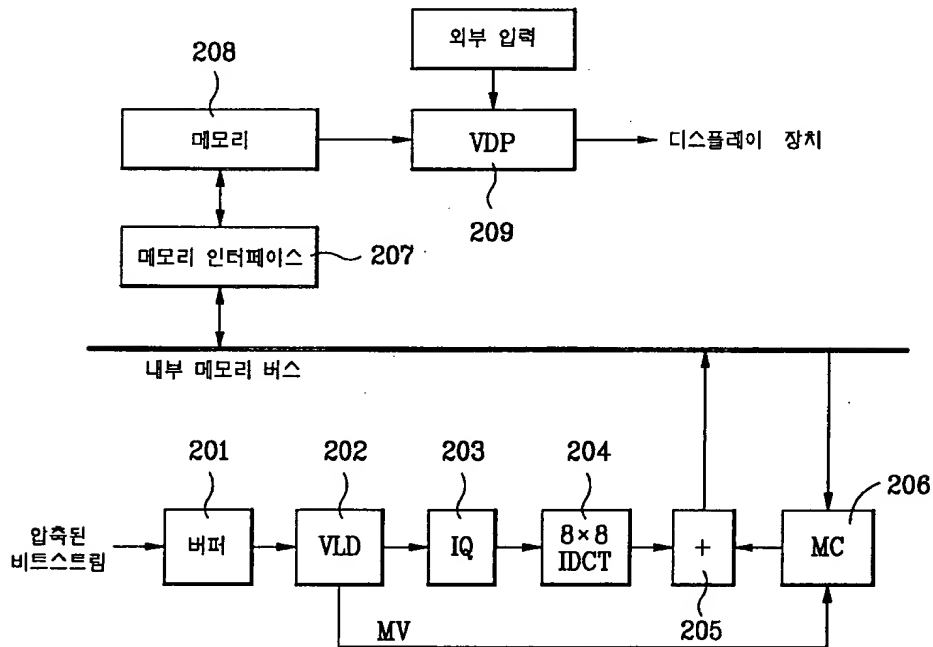 외부 입력
208
메모리
VDP
디스플레이 장치
209
메모리 인터페이스
207
내부 메모리 버스
201
202
203
204
206
압축된
비트스트림
버퍼
VLD
IQ
8×8
IDCT
+
MC
MV
205